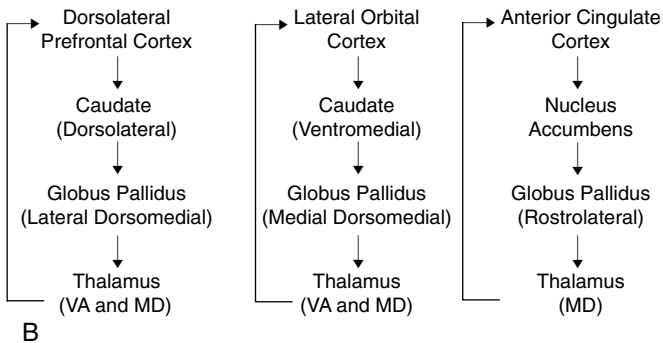 Dorsolateral
Prefrontal Cortex
Caudate
(Dorsolateral)
Globus Pallidus
(Lateral Dorsomedial)
Thalamus
(VA and MD)
Lateral Orbital
Cortex
Caudate
(Ventromedial)
Globus Pallidus
(Medial Dorsomedial)
Thalamus
(VA and MD)
Anterior Cingulate
Cortex
Nucleus
Accumbens
Globus Pallidus
(Rostrolateral)
Thalamus
(MD)
B